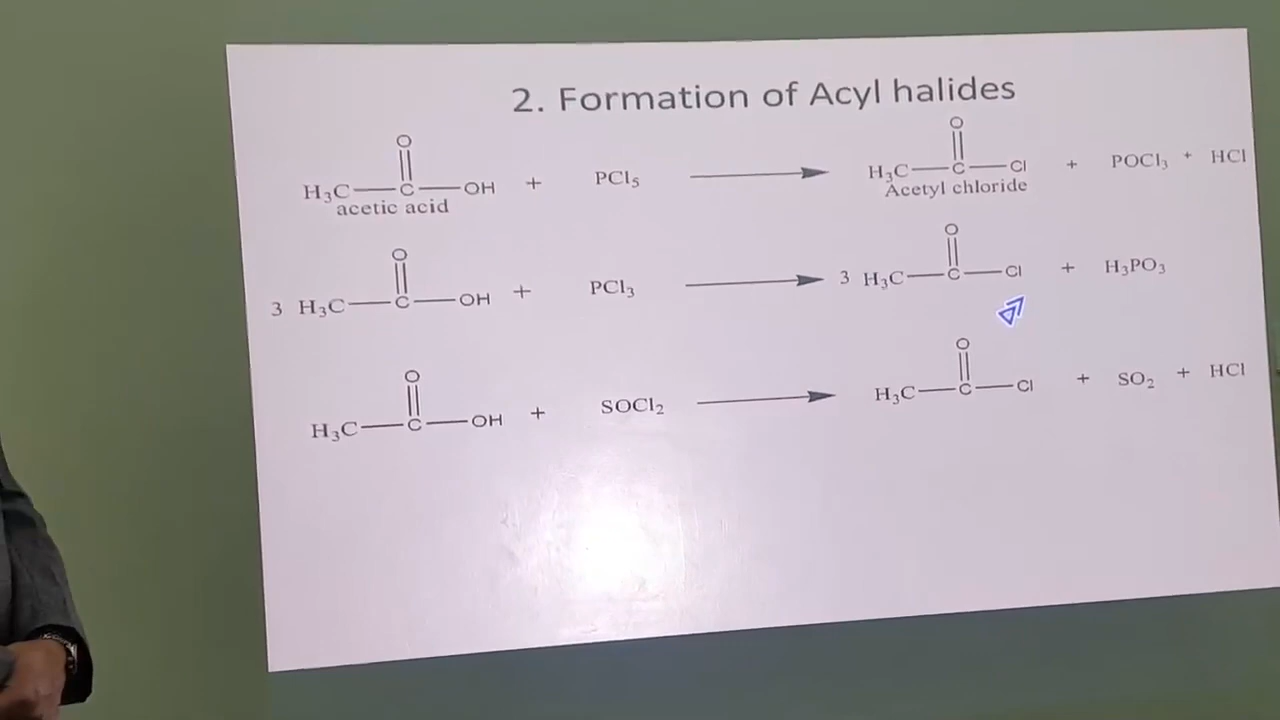 2. Formation of Acyl halides
O O
H₃C—C—OH + PCl₅ → H₃C—C—Cl + POCl₃ + HCl
acetic acid Acetyl chloride
O O
3 H₃C—C—OH + PCl₃ → 3 H₃C—C—Cl + H₃PO₃
O O
H₃C—C—OH + SOCl₂ → H₃C—C—Cl + SO₂ + HCl